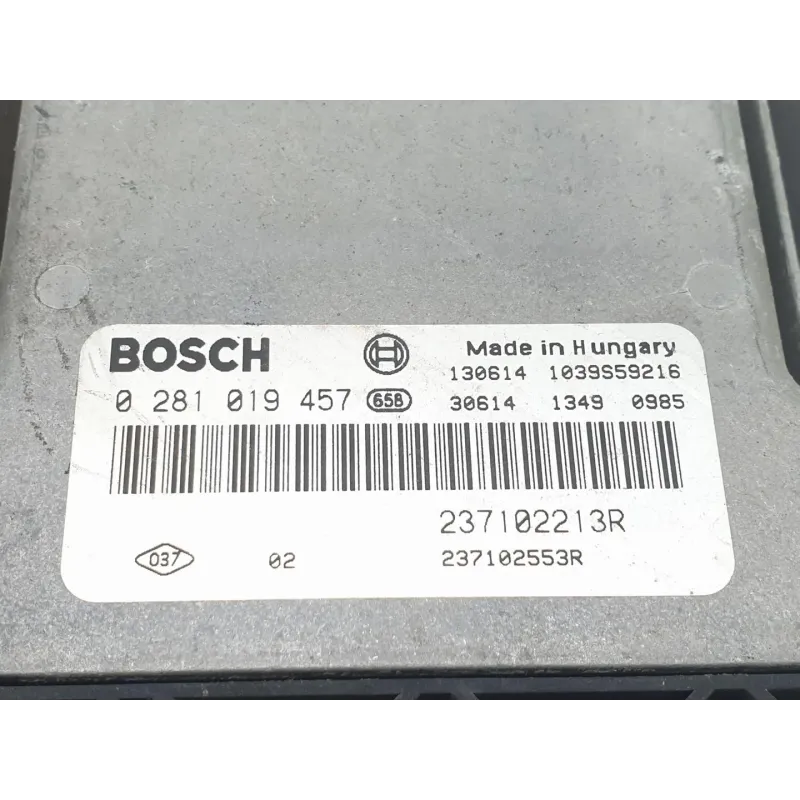 BOSCH
Made in Hungary
130614 1039S59216
0 281 019 457 658
30614 1349 0985
237102213R
037 02 237102553R